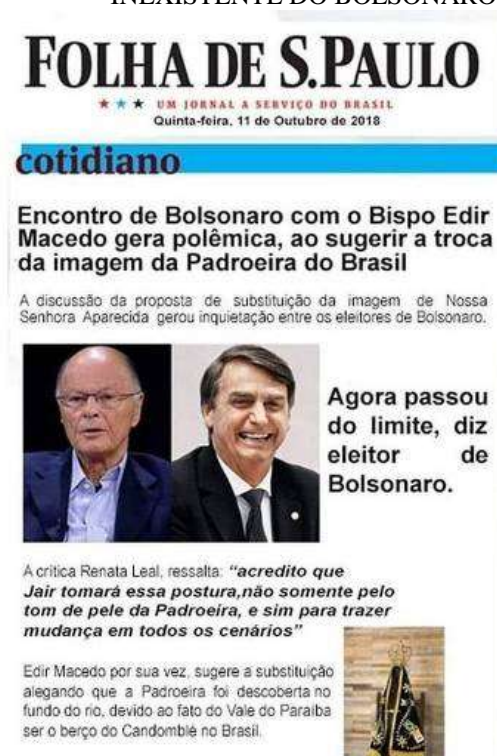 INEXISTENTE DO BOLSONARO
FOLHA DE S.PAULO
★ ★ ★ UM JORNAL A SERVIÇO DO BRASIL
Quinta-feira, 11 de Outubro de 2018
cotidiano
Encontro de Bolsonaro com o Bispo Edir
Macedo gera polêmica, ao sugerir a troca
da imagem da Padroeira do Brasil
A discussão da proposta de substituição da imagem de Nossa
Senhora Aparecida gerou inquietação entre os eleitores de Bolsonaro.
Agora passou
do limite, diz
eleitor de
Bolsonaro.
A crítica Renata Leal, ressalta: "acredito que
Jair tomará essa postura,não somente pelo
tom de pele da Padroeira, e sim para trazer
mudança em todos os cenários"
Edir Macedo por sua vez, sugere a substituição
alegando que a Padroeira foi descoberta no
fundo do rio, devido ao fato do Vale do Paraíba
ser o berço do Candomblé no Brasil.